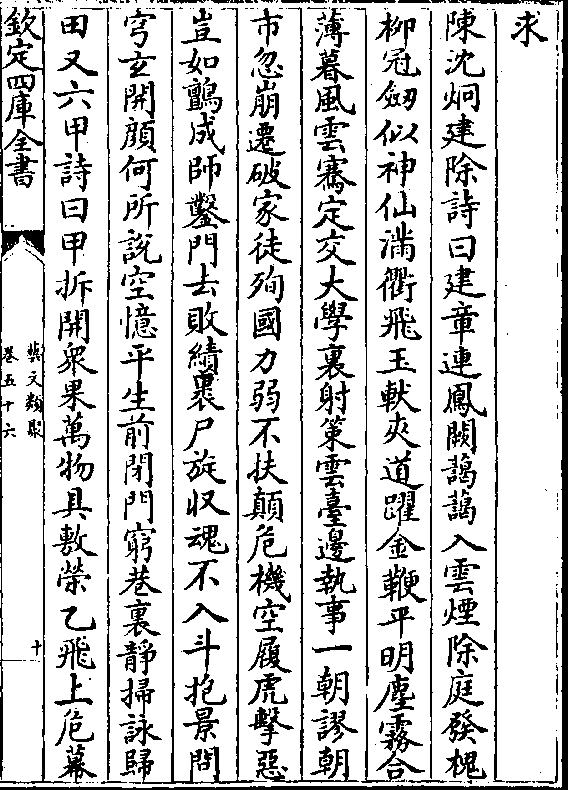 求
陳沈炯建除詩曰建章連鳳闕藹藹入雲煙除庭發槐
柳冠劔似神仙滿衢飛玉軑夾道躍金鞭平明塵霧合
薄暮風雲騫定交大學裏射策雲臺邊執事一朝謬朝
市忽崩遷破家徒殉國力弱不扶顛危機空履虎擊惡
豈如鸇成師鑿門去敗績裹尸旋収魂不入斗抱景問
穹玄開顔何所説空憶平生前閉門窮巷裏靜掃詠歸
田又六甲詩曰甲拆開衆果萬物具敷榮乙飛上危幕
欽定四庫全書
藝文類聚
卷五十六
十